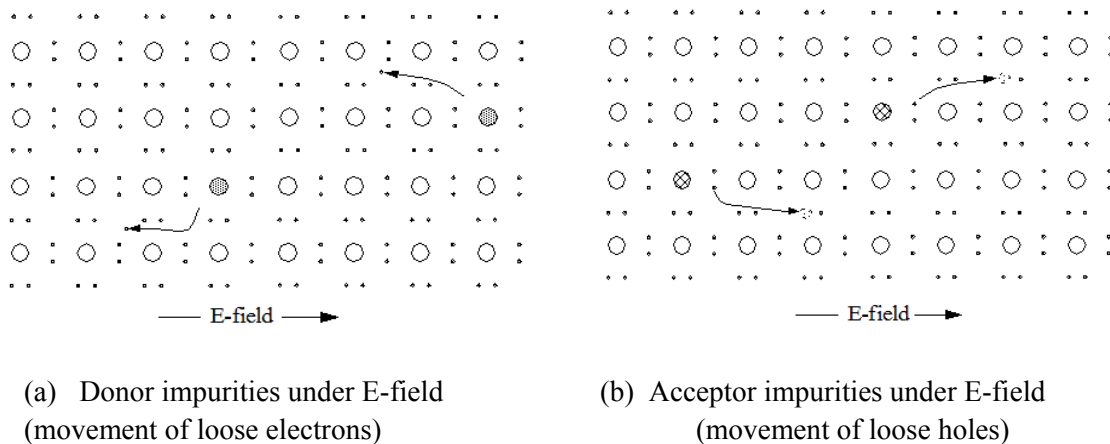 E-field
E-field
(a) Donor impurities under E-field
(movement of loose electrons)
(b) Acceptor impurities under E-field
(movement of loose holes)